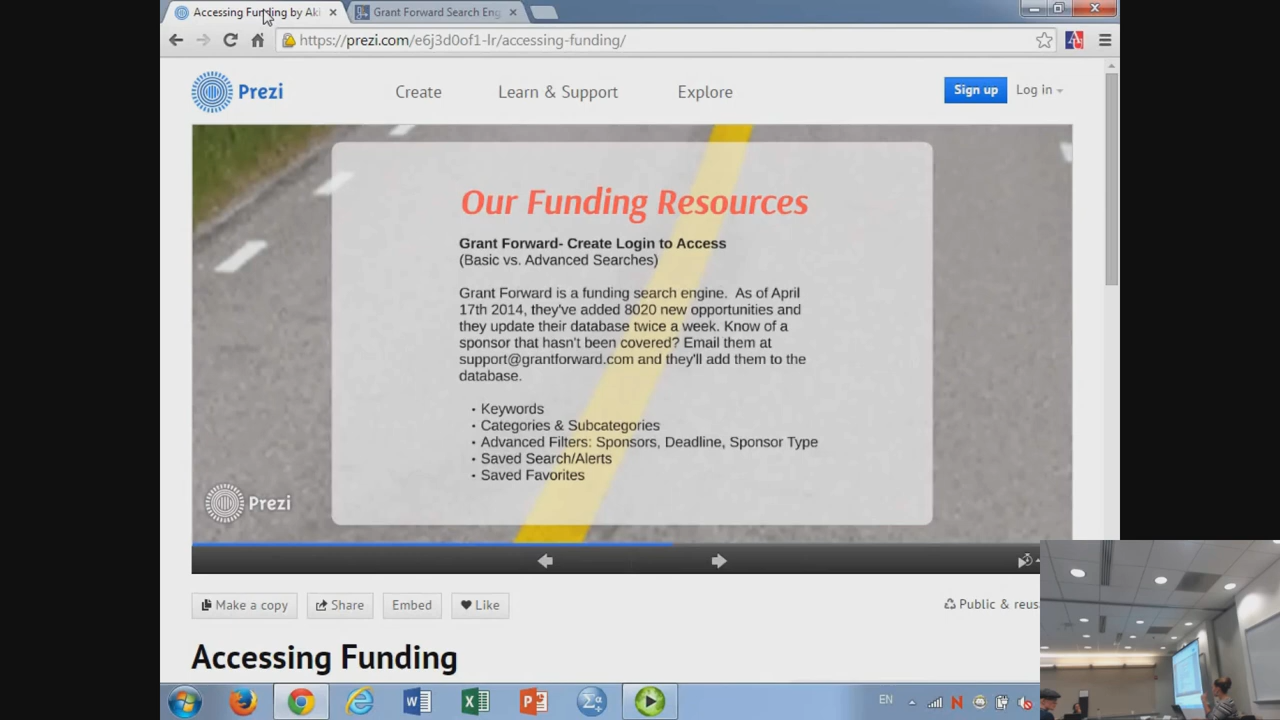 Accessing Funding by Aki
Grant Forward Search Eng
https://prezi.com/e6j3d0of1-lr/accessing-funding/
Prezi
Create
Learn & Support
Explore
Sign up
Log in
Our Funding Resources
Grant Forward- Create Login to Access
(Basic vs. Advanced Searches)
Grant Forward is a funding search engine. As of April
17th 2014, they've added 8020 new opportunities and
they update their database twice a week. Know of a
sponsor that hasn't been covered? Email them at
support@grantforward.com and they'll add them to the
database.
• Keywords
• Categories & Subcategories
• Advanced Filters: Sponsors, Deadline, Sponsor Type
• Saved Search/Alerts
• Saved Favorites
Prezi
Make a copy
Share
Embed
Like
Public & reus
Accessing Funding
EN